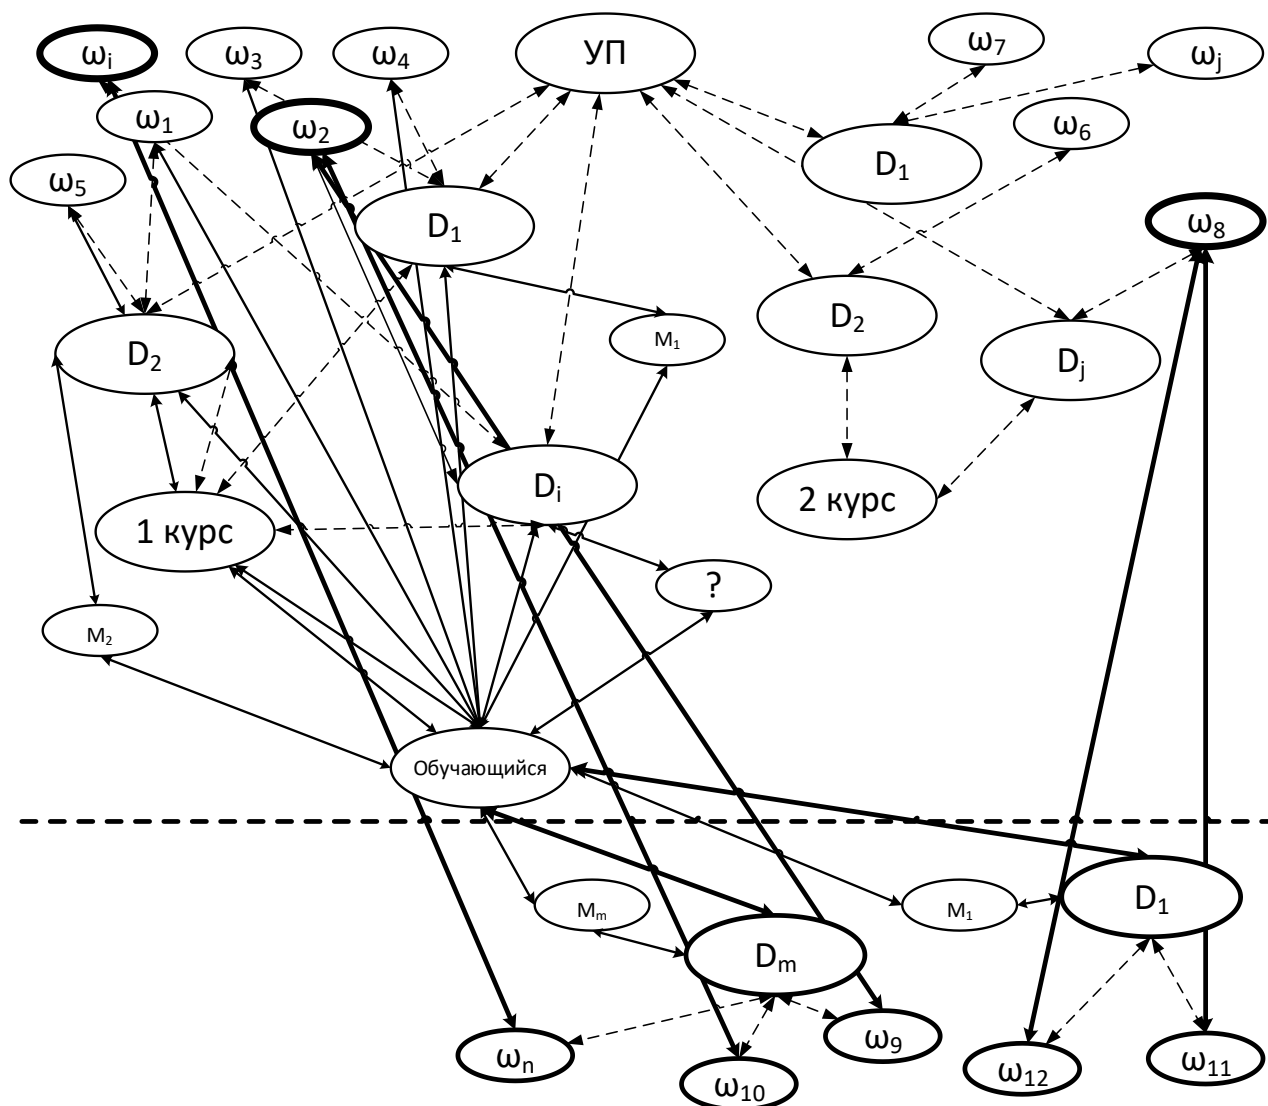 ωi
ω3
ω4
УП
ω7
ωj
ω1
ω2
ω6
ω5
D1
D1
ω8
D2
M1
D2
Dj
Di
2 курс
1 курс
?
M2
Обучающийся
Mm
M1
D1
Dm
ωn
ω10
ω9
ω12
ω11